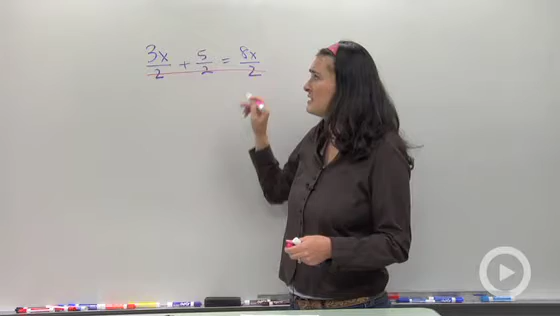 3x/2 + 5/2 = 8x/2